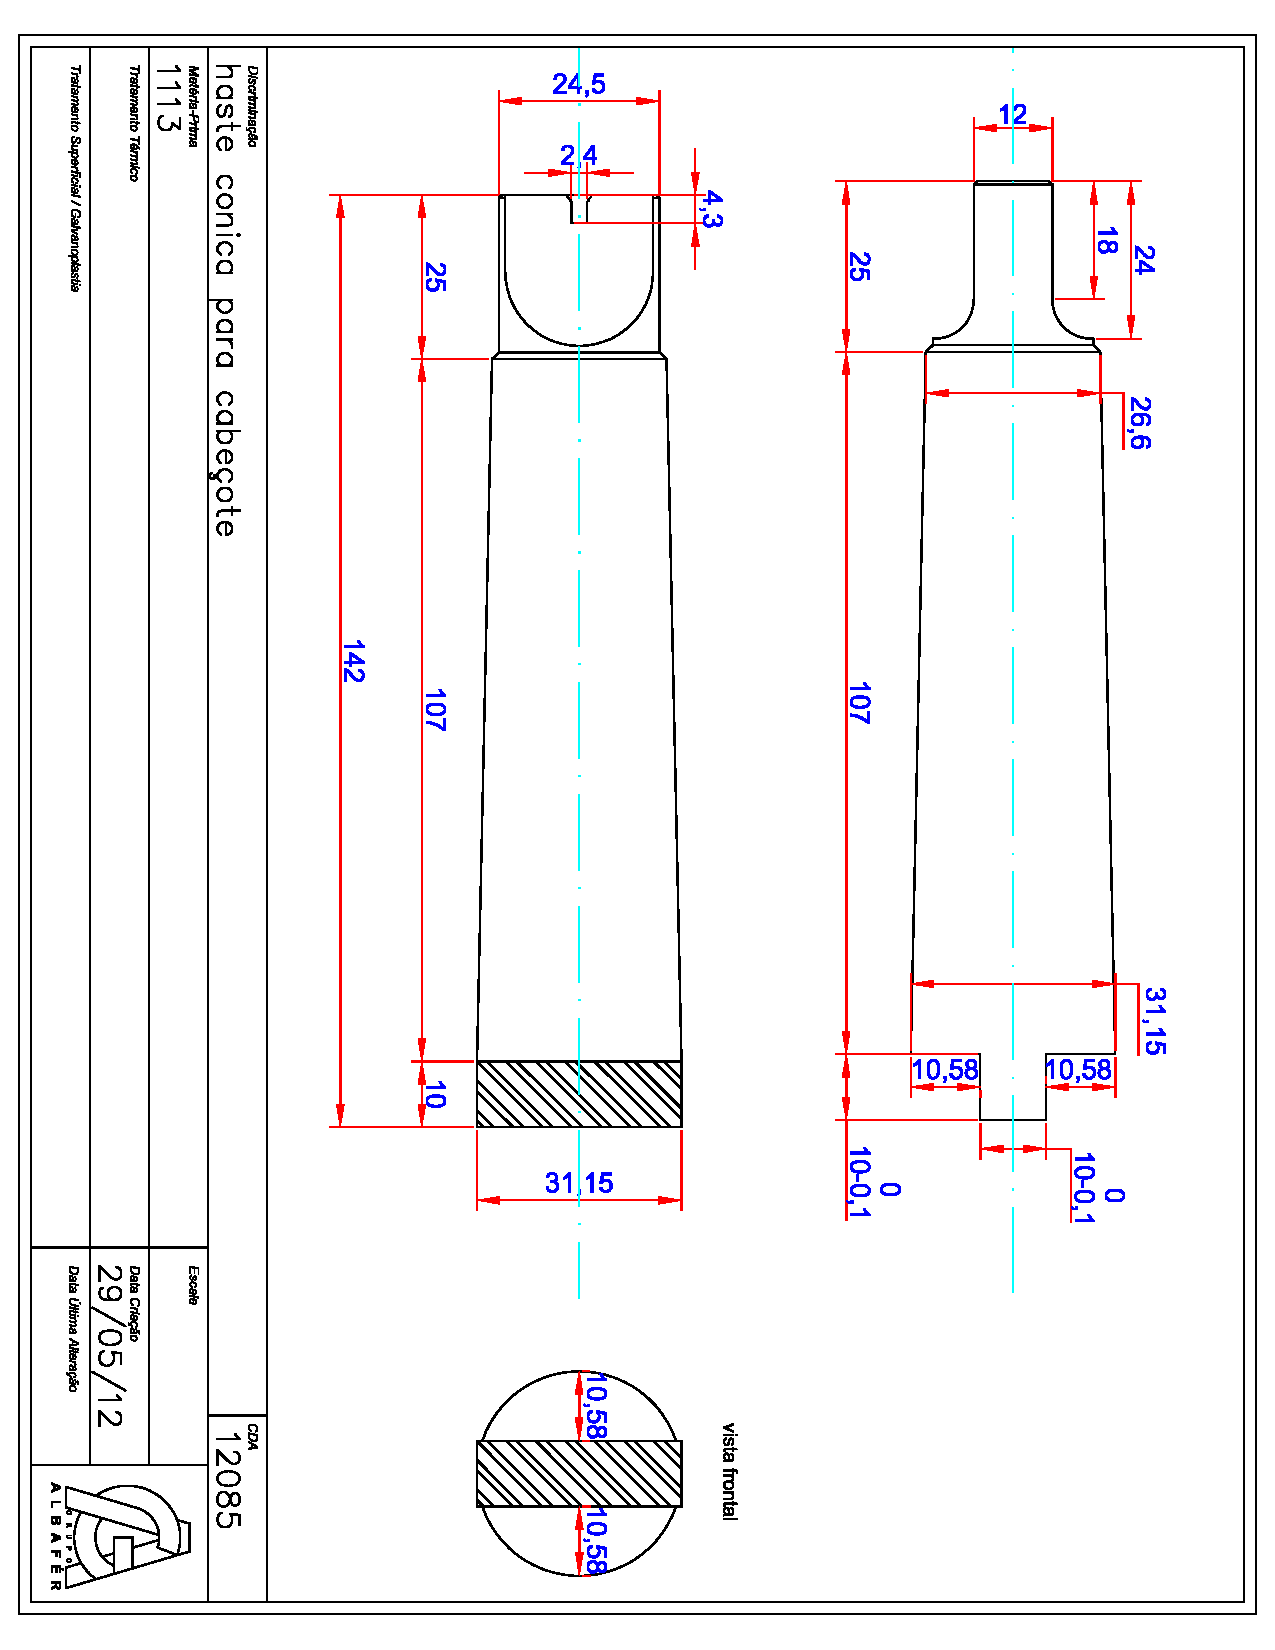 24,5
2,4
4,3
25
142
107
10
31,15
12
18
24
25
26,6
107
31,15
10,58
10,58
0
10-0,1
0
10-0,1
vista frontal
10,58
10,58
Discriminação
haste conica para cabeçote
CDA
12085
Matéria-Prima
1113
Escala
Tratamento Térmico
Data Criação
29/05/12
Tratamento Superficial / Galvanoplastia
Data Última Alteração
GRUPO
ALBAFÉR